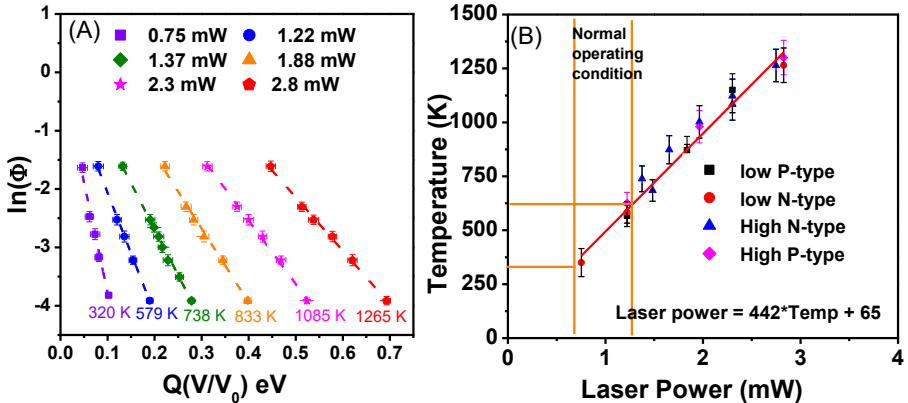 (A)
0.75 mW
1.22 mW
1.37 mW
1.88 mW
2.3 mW
2.8 mW
ln(Φ)
1
0
-1
-2
-3
-4
320 K
579 K
738 K
833 K
1085 K
1265 K
0.0
0.1
0.2
0.3
0.4
0.5
0.6
0.7
Q(V/V₀) eV
(B)
Normal
operating
condition
Temperature (K)
1500
1250
1000
750
500
250
0
low P-type
low N-type
High N-type
High P-type
Laser power = 442*Temp + 65
0
1
2
3
4
Laser Power (mW)